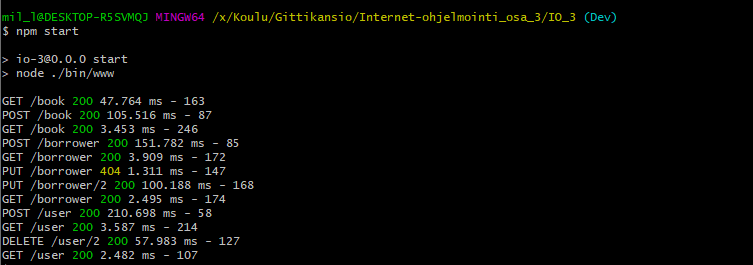 mil_l@DESKTOP-R5SVMQJ MINGW64 /x/Koulu/Gittikansio/Internet-ohjelmointi_osa_3/IO_3 (Dev)
$ npm start
> io-3@0.0.0 start
> node ./bin/www
GET /book 200 47.764 ms - 163
POST /book 200 105.516 ms - 87
GET /book 200 3.453 ms - 246
POST /borrower 200 151.782 ms - 85
GET /borrower 200 3.909 ms - 172
PUT /borrower 404 1.311 ms - 147
PUT /borrower/2 200 100.188 ms - 168
GET /borrower 200 2.495 ms - 174
POST /user 200 210.698 ms - 58
GET /user 200 3.587 ms - 214
DELETE /user/2 200 57.983 ms - 127
GET /user 200 2.482 ms - 107